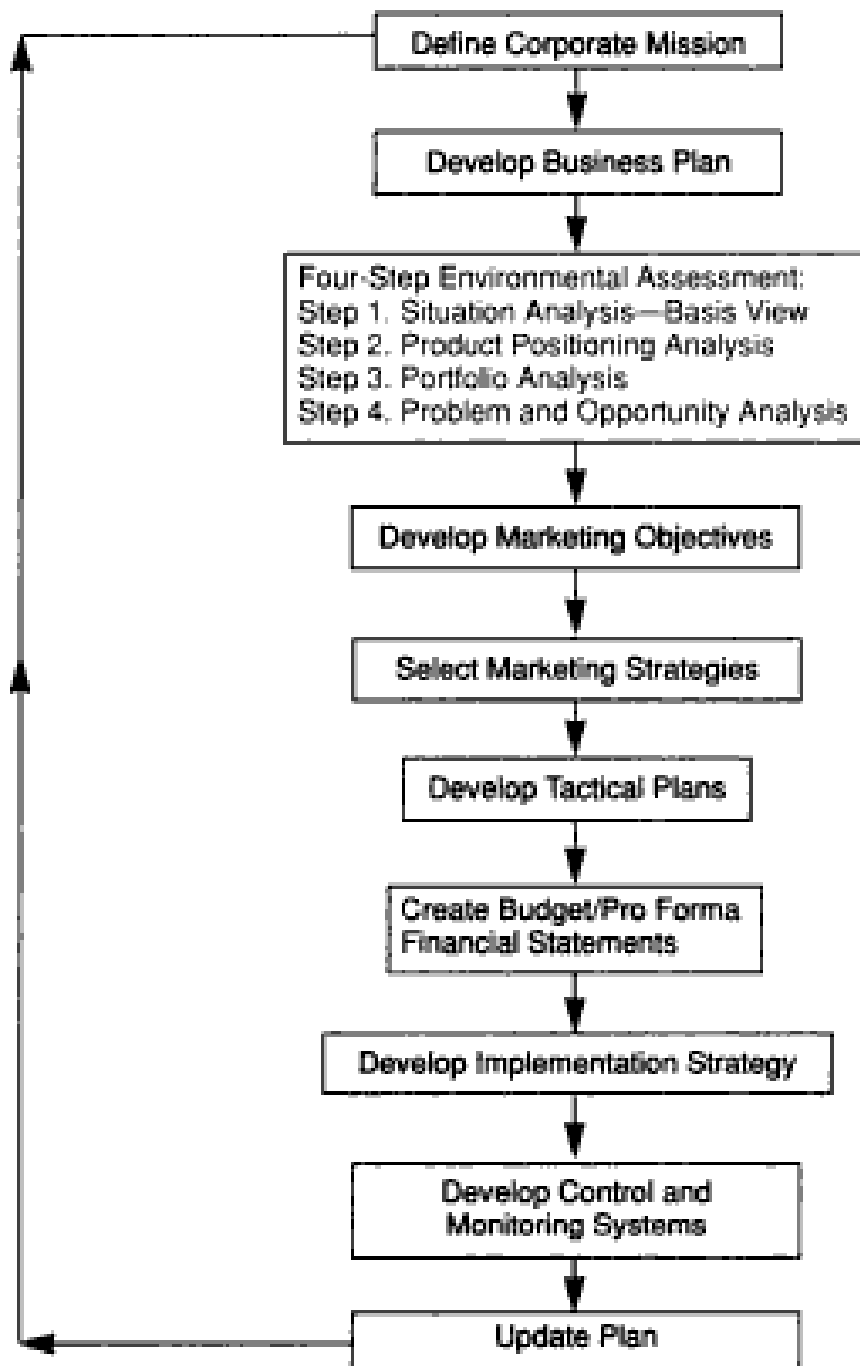 Define Corporate Mission
Develop Business Plan
Four-Step Environmental Assessment:
Step 1. Situation Analysis—Basis View
Step 2. Product Positioning Analysis
Step 3. Portfolio Analysis
Step 4. Problem and Opportunity Analysis
Develop Marketing Objectives
Select Marketing Strategies
Develop Tactical Plans
Create Budget/Pro Forma
Financial Statements
Develop Implementation Strategy
Develop Control and
Monitoring Systems
Update Plan